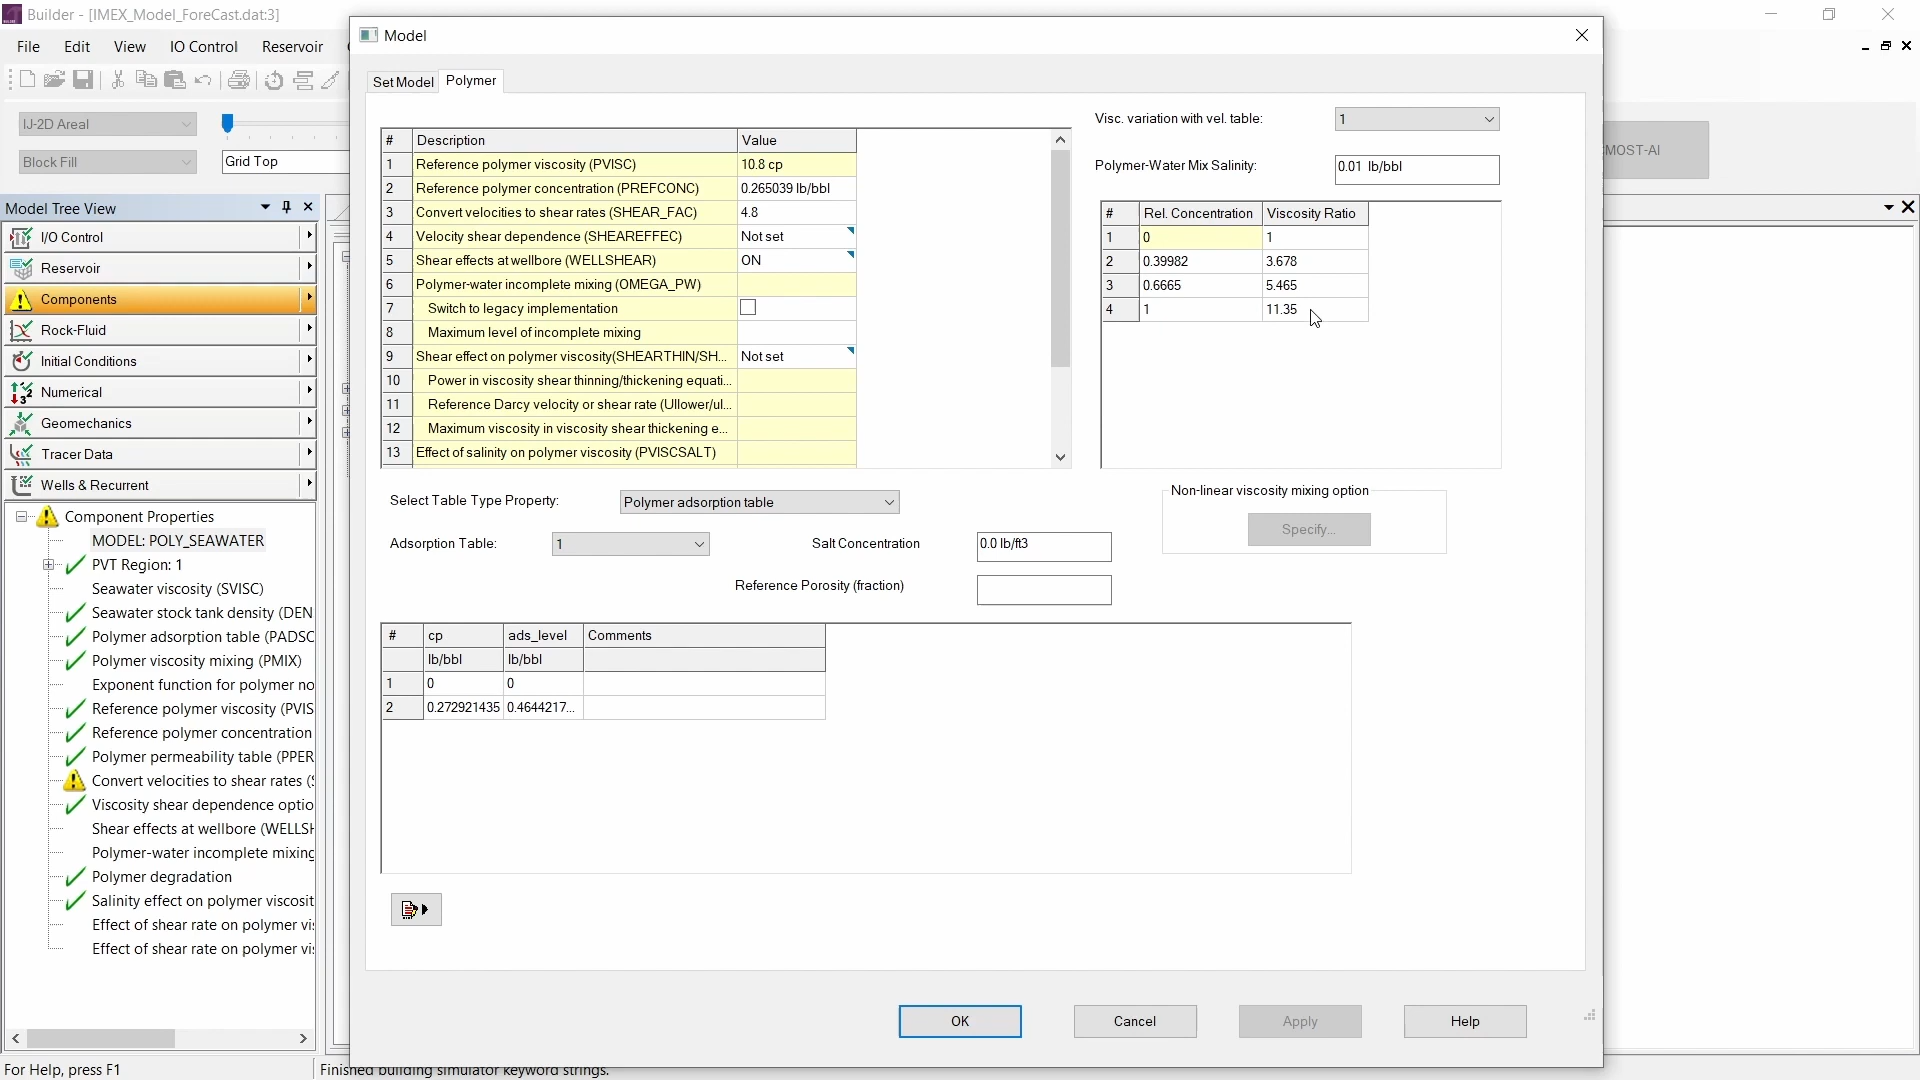 Builder - [IMEX_Model_ForeCast.dat:3]
File Edit View IO Control Reservoir
IJ-2D Areal
Block Fill
Grid Top
Model Tree View
I/O Control
Reservoir
Components
Rock-Fluid
Initial Conditions
Numerical
Geomechanics
Tracer Data
Wells & Recurrent
Component Properties
MODEL: POLY_SEAWATER
PVT Region: 1
Seawater viscosity (SVISC)
Seawater stock tank density (DEN
Polymer adsorption table (PADSC
Polymer viscosity mixing (PMIX)
Exponent function for polymer no
Reference polymer viscosity (PVIS
Reference polymer concentration
Polymer permeability table (PPER
Convert velocities to shear rates (S
Viscosity shear dependence optio
Shear effects at wellbore (WELLSH
Polymer-water incomplete mixing
Polymer degradation
Salinity effect on polymer viscosit
Effect of shear rate on polymer vi
Effect of shear rate on polymer vi
For Help, press F1
Finished building simulator keyword strings.
Model
Set Model Polymer
# Description Value
1 Reference polymer viscosity (PVISC) 10.8 cp
2 Reference polymer concentration (PREFCONC) 0.265039 lb/bbl
3 Convert velocities to shear rates (SHEAR_FAC) 4.8
4 Velocity shear dependence (SHEAREFFEC) Not set
5 Shear effects at wellbore (WELLSHEAR) ON
6 Polymer-water incomplete mixing (OMEGA_PW)
7 Switch to legacy implementation
8 Maximum level of incomplete mixing
9 Shear effect on polymer viscosity(SHEARTHIN/SH... Not set
10 Power in viscosity shear thinning/thickening equati...
11 Reference Darcy velocity or shear rate (Ullower/ul...
12 Maximum viscosity in viscosity shear thickening e...
13 Effect of salinity on polymer viscosity (PVISCSALT)
Visc. variation with vel. table: 1
Polymer-Water Mix Salinity: 0.01 lb/bbl
# Rel. Concentration Viscosity Ratio
1 0 1
2 0.39982 3.678
3 0.6665 5.465
4 1 11.35
Select Table Type Property: Polymer adsorption table
Non-linear viscosity mixing option
Specify...
Adsorption Table: 1 Salt Concentration 0.0 lb/ft3
Reference Porosity (fraction)
# cp ads_level Comments
lb/bbl lb/bbl
1 0 0
2 0.272921435 0.4644217...
OK Cancel Apply Help
MOST-AI